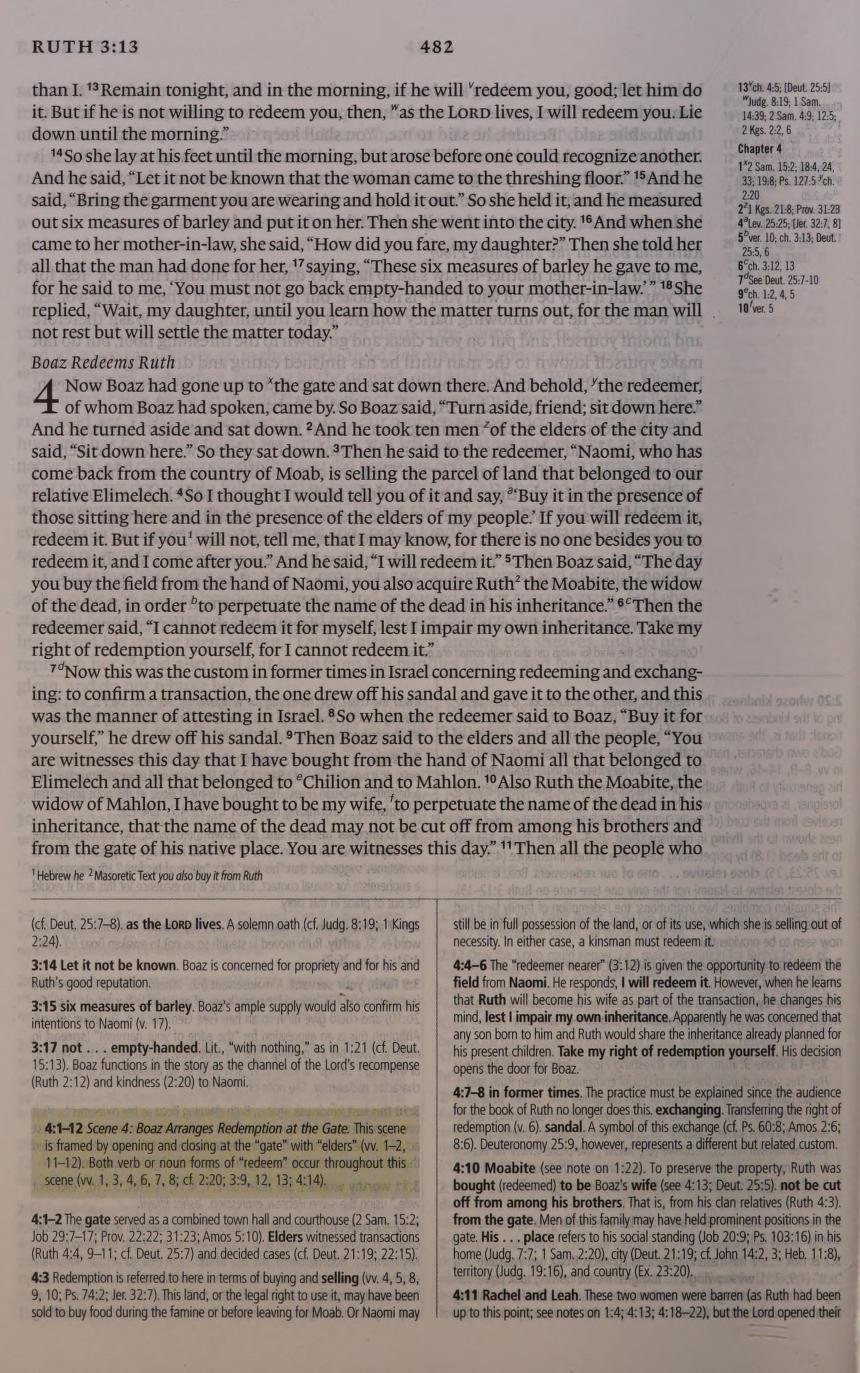 RUTH 3:13
482
than I. 13Remain tonight, and in the morning, if he will vredeem you, good; let him do
it. But if he is not willing to redeem you, then, was the LORD lives, I will redeem you. Lie
down until the morning.”
14So she lay at his feet until the morning, but arose before one could recognize another.
And he said, “Let it not be known that the woman came to the threshing floor.” 15And he
said, “Bring the garment you are wearing and hold it out.” So she held it, and he measured
out six measures of barley and put it on her. Then she went into the city. 16And when she
came to her mother-in-law, she said, “How did you fare, my daughter?” Then she told her
all that the man had done for her, 17saying, “These six measures of barley he gave to me,
for he said to me, ‘You must not go back empty-handed to your mother-in-law.’” 18She
replied, “Wait, my daughter, until you learn how the matter turns out, for the man will
not rest but will settle the matter today.”
Boaz Redeems Ruth
4 Now Boaz had gone up to xthe gate and sat down there. And behold, ythe redeemer,
of whom Boaz had spoken, came by. So Boaz said, “Turn aside, friend; sit down here.”
And he turned aside and sat down. 2And he took ten men zof the elders of the city and
said, “Sit down here.” So they sat down. 3Then he said to the redeemer, “Naomi, who has
come back from the country of Moab, is selling the parcel of land that belonged to our
relative Elimelech. 4So I thought I would tell you of it and say, a‘Buy it in the presence of
those sitting here and in the presence of the elders of my people.’ If you will redeem it,
redeem it. But if you1 will not, tell me, that I may know, for there is no one besides you to
redeem it, and I come after you.” And he said, “I will redeem it.” 5Then Boaz said, “The day
you buy the field from the hand of Naomi, you also acquire Ruth2 the Moabite, the widow
of the dead, in order bto perpetuate the name of the dead in his inheritance.” 6cThen the
redeemer said, “I cannot redeem it for myself, lest I impair my own inheritance. Take my
right of redemption yourself, for I cannot redeem it.”
7dNow this was the custom in former times in Israel concerning redeeming and exchang-
ing: to confirm a transaction, the one drew off his sandal and gave it to the other, and this
was the manner of attesting in Israel. 8So when the redeemer said to Boaz, “Buy it for
yourself,” he drew off his sandal. 9Then Boaz said to the elders and all the people, “You
are witnesses this day that I have bought from the hand of Naomi all that belonged to
Elimelech and all that belonged to eChilion and to Mahlon. 10Also Ruth the Moabite, the
widow of Mahlon, I have bought to be my wife, fto perpetuate the name of the dead in his
inheritance, that the name of the dead may not be cut off from among his brothers and
from the gate of his native place. You are witnesses this day.” 11Then all the people who
1 Hebrew he 2 Masoretic Text you also buy it from Ruth
13vch. 4:5; [Deut. 25:5]
wJudg. 8:19; 1 Sam.
14:39; 2 Sam. 4:9; 12:5;
2 Kgs. 2:2, 6
Chapter 4
1x2 Sam. 15:2; 18:4, 24,
33; 19:8; Ps. 127:5 ych.
2:20
2z1 Kgs. 21:8; Prov. 31:23
4aLev. 25:25; [Jer. 32:7, 8]
5bver. 10; ch. 3:13; Deut.
25:5, 6
6cch. 3:12, 13
7dSee Deut. 25:7-10
9ech. 1:2, 4, 5
10fver. 5
(cf. Deut. 25:7–8). as the LORD lives. A solemn oath (cf. Judg. 8:19; 1 Kings
2:24).
3:14 Let it not be known. Boaz is concerned for propriety and for his and
Ruth’s good reputation.
3:15 six measures of barley. Boaz’s ample supply would also confirm his
intentions to Naomi (v. 17).
3:17 not . . . empty-handed. Lit., “with nothing,” as in 1:21 (cf. Deut.
15:13). Boaz functions in the story as the channel of the Lord’s recompense
(Ruth 2:12) and kindness (2:20) to Naomi.
4:1–12 Scene 4: Boaz Arranges Redemption at the Gate. This scene
is framed by opening and closing at the “gate” with “elders” (vv. 1–2,
11–12). Both verb or noun forms of “redeem” occur throughout this
scene (vv. 1, 3, 4, 6, 7, 8; cf. 2:20; 3:9, 12, 13; 4:14).
4:1–2 The gate served as a combined town hall and courthouse (2 Sam. 15:2;
Job 29:7–17; Prov. 22:22; 31:23; Amos 5:10). Elders witnessed transactions
(Ruth 4:4, 9–11; cf. Deut. 25:7) and decided cases (cf. Deut. 21:19; 22:15).
4:3 Redemption is referred to here in terms of buying and selling (vv. 4, 5, 8,
9, 10; Ps. 74:2; Jer. 32:7). This land, or the legal right to use it, may have been
sold to buy food during the famine or before leaving for Moab. Or Naomi may
still be in full possession of the land, or of its use, which she is selling out of
necessity. In either case, a kinsman must redeem it.
4:4–6 The “redeemer nearer” (3:12) is given the opportunity to redeem the
field from Naomi. He responds, I will redeem it. However, when he learns
that Ruth will become his wife as part of the transaction, he changes his
mind, lest I impair my own inheritance. Apparently he was concerned that
any son born to him and Ruth would share the inheritance already planned for
his present children. Take my right of redemption yourself. His decision
opens the door for Boaz.
4:7–8 in former times. The practice must be explained since the audience
for the book of Ruth no longer does this. exchanging. Transferring the right of
redemption (v. 6). sandal. A symbol of this exchange (cf. Ps. 60:8; Amos 2:6;
8:6). Deuteronomy 25:9, however, represents a different but related custom.
4:10 Moabite (see note on 1:22). To preserve the property, Ruth was
bought (redeemed) to be Boaz’s wife (see 4:13; Deut. 25:5). not be cut
off from among his brothers. That is, from his clan relatives (Ruth 4:3).
from the gate. Men of this family may have held prominent positions in the
gate. His . . . place refers to his social standing (Job 20:9; Ps. 103:16) in his
home (Judg. 7:7; 1 Sam. 2:20), city (Deut. 21:19; cf. John 14:2, 3; Heb. 11:8),
territory (Judg. 19:16), and country (Ex. 23:20).
4:11 Rachel and Leah. These two women were barren (as Ruth had been
up to this point; see notes on 1:4; 4:13; 4:18–22), but the Lord opened their